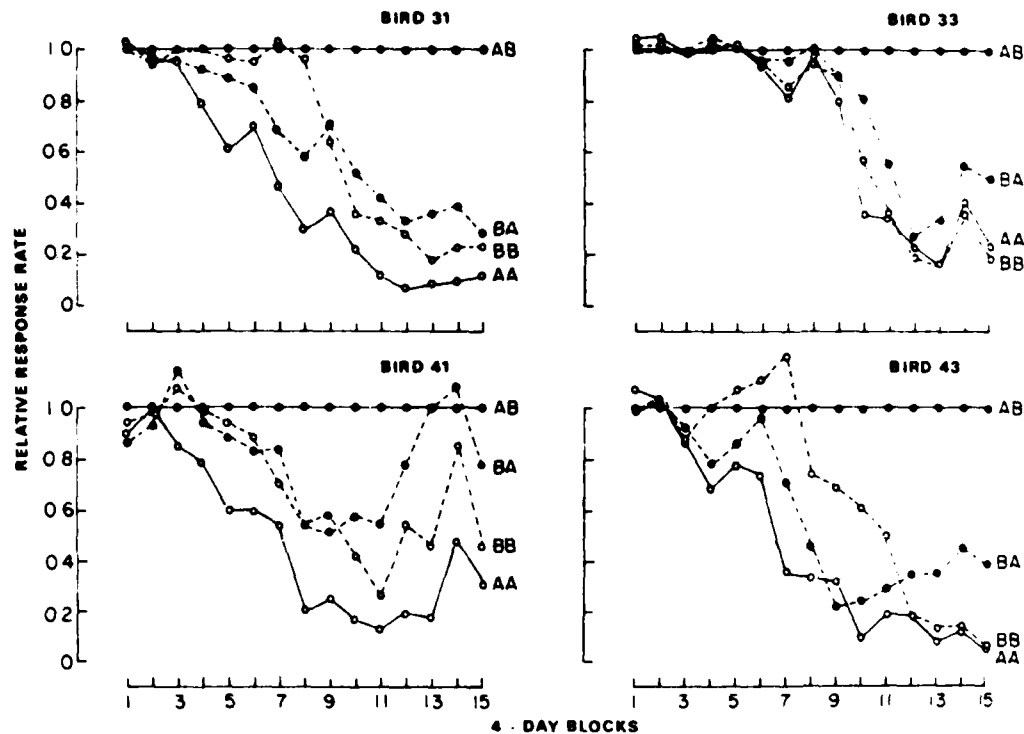 BIRD 31
BIRD 33
1 0
0 8
0 6
0 4
0 2
0
AB
BA
BB
AA
AB
BA
AA
BB
RELATIVE RESPONSE RATE
BIRD 41
BIRD 43
1 0
0 8
0 6
0 4
0 2
0
AB
BA
BB
AA
AB
BA
BB
AA
1 3 5 7 9 11 13 15
1 3 5 7 9 11 13 15
4 - DAY BLOCKS